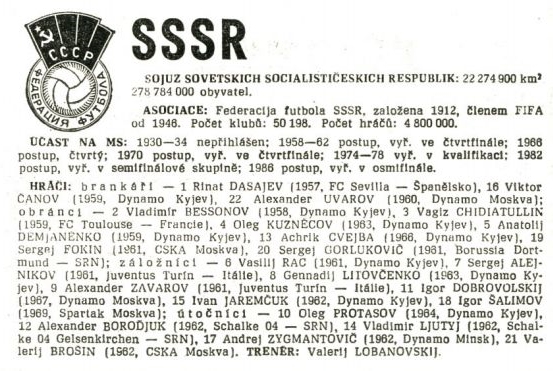 СССР
ФЕДЕРАЦИЯ ФУТБОЛА
SSSR
SOJUZ SOVETSKICH SOCIALISTIČESKICH RESPUBLIK: 22 274 900 km²
278 784 000 obyvatel.
ASOCIACE: Federacija futbola SSSR, založena 1912, členem FIFA
od 1946. Počet klubů: 50 198. Počet hráčů: 4 800 000.
ÚČAST NA MS: 1930—34 nepřihlášen; 1958—62 postup, vyř. ve čtvrtfinále; 1966
postup, čtvrtý; 1970 postup, vyř. ve čtvrtfinále; 1974—78 vyř. v kvalifikaci; 1982
postup, vyř. v semifinálové skupině; 1986 postup, vyř. v osmifinále.
HRÁČI: brankáři — 1 Rinat DASAJEV (1957, FC Sevilla — Španělsko), 16 Viktor
ČANOV (1959, Dynamo Kyjev), 22 Alexander UVAROV (1960, Dynamo Moskva);
obránci — 2 Vladimír BESSONOV (1958, Dynamo Kyjev), 3 Vagiz CHIDIATULLIN
(1959, FC Toulouse — Francie), 4 Oleg KUZNĚCOV (1963, Dynamo Kyjev), 5 Anatolij
DEMJANĚNKO (1959, Dynamo Kyjev), 13 Achrik CVEJBA (1966, Dynamo Kyjev), 19
Sergej FOKIN (1961, CSKA Moskva), 20 Sergej GORLUKOVIČ (1961, Borussia Dort-
mund — SRN); záložníci — 6 Vasilij RAC (1961, Dynamo Kyjev), 7 Sergej ALEJ-
NIKOV (1961, Juventus Turín — Itálie), 8 Gennadij LITOVČENKO (1963, Dynamo Ky-
jev), 9 Alexander ZAVAROV (1961, Juventus Turín — Itálie), 11 Igor DOBROVOLSKIJ
(1967, Dynamo Moskva), 15 Ivan JAREMČUK (1962, Dynamo Kyjev), 18 Igor ŠALIMOV
(1969, Spartak Moskva); útočníci — 10 Oleg PROTASOV (1964, Dynamo Kyjev),
12 Alexander BOROĎJUK (1962, Schalke 04 — SRN), 14 Vladimir LJUTYJ (1962, Schal-
ke 04 Gelsenkirchen — SRN), 17 Andrej ZYGMANTOVIČ (1962, Dynamo Minsk), 21 Va-
lerij BROŠIN (1962, CSKA Moskva). TRENÉR: Valerij LOBANOVSKIJ.